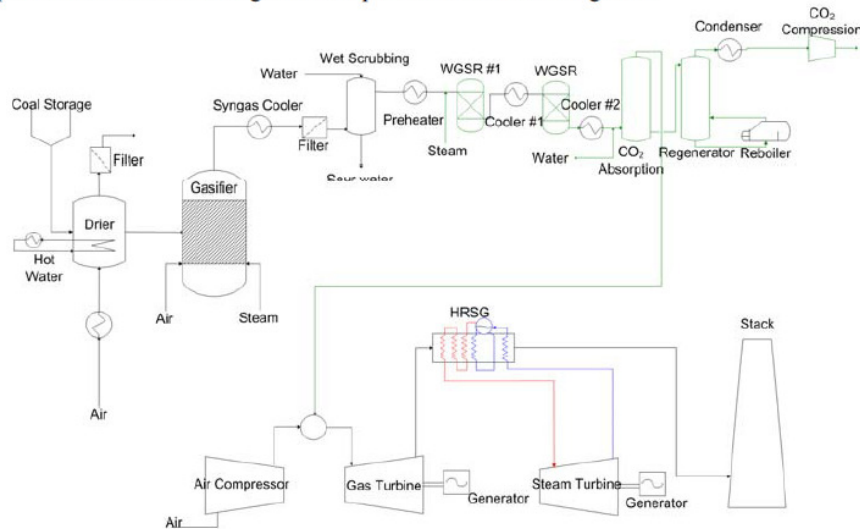 Condenser
CO₂
Compression
Wet Scrubbing
Water
WGSR #1
WGSR
Coal Storage
Syngas Cooler
Cooler #2
Preheater
Cooler #1
Filter
Filter
Steam
Water
CO₂
Absorption
Regenerator
Reboiler
Sour water
Gasifier
Drier
Hot
Water
Air
Steam
HRSG
Stack
Air
Air Compressor
Gas Turbine
Generator
Steam Turbine
Generator
Air